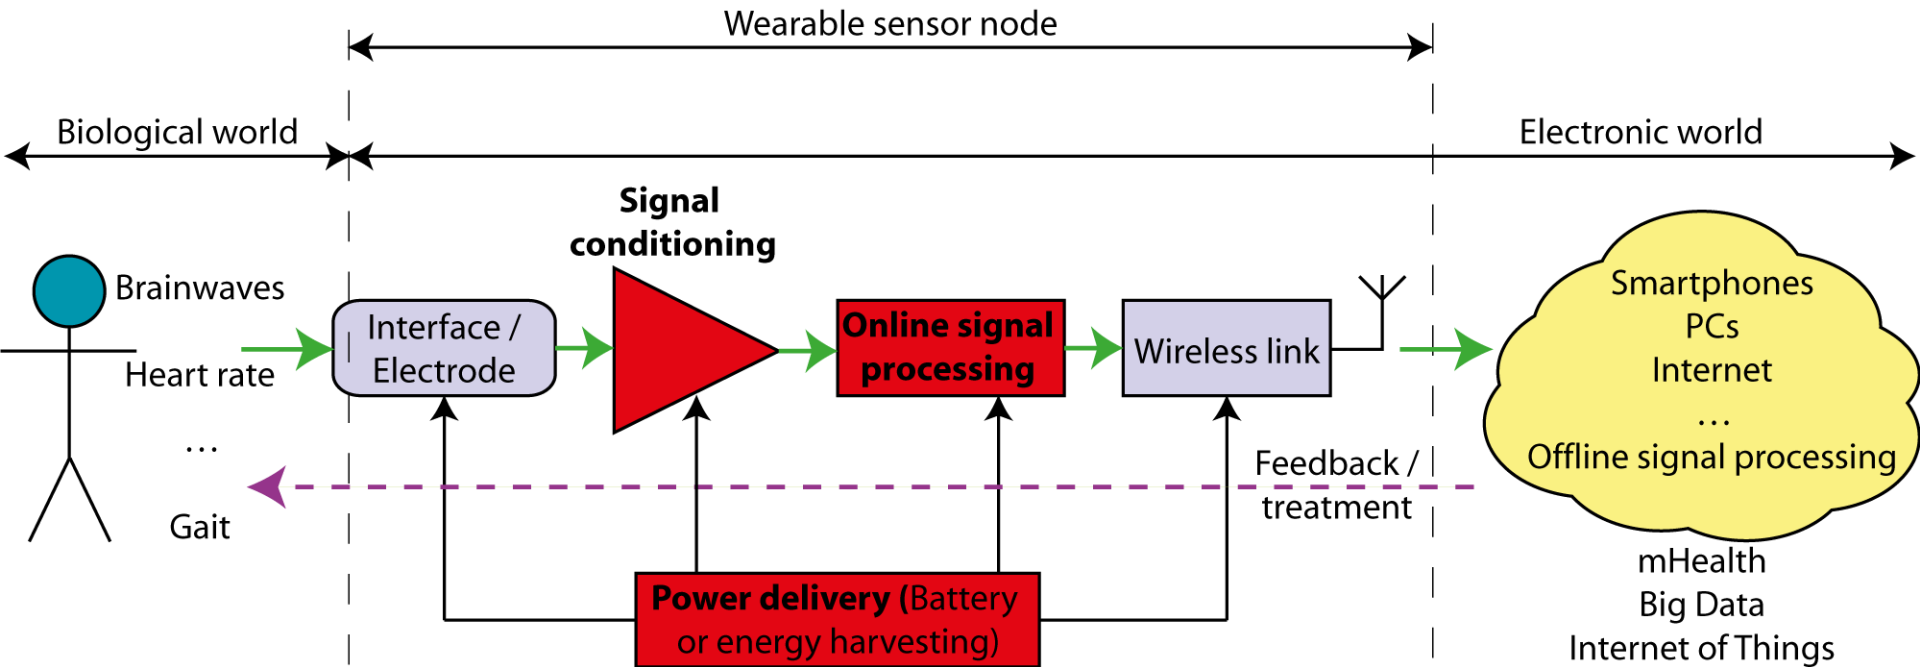 Wearable sensor node
Biological world
Electronic world
Signal
conditioning
Brainwaves
Heart rate
…
Gait
Interface /
Electrode
Online signal
processing
Wireless link
Smartphones
PCs
Internet
…
Offline signal processing
Feedback /
treatment
Power delivery (Battery
or energy harvesting)
mHealth
Big Data
Internet of Things